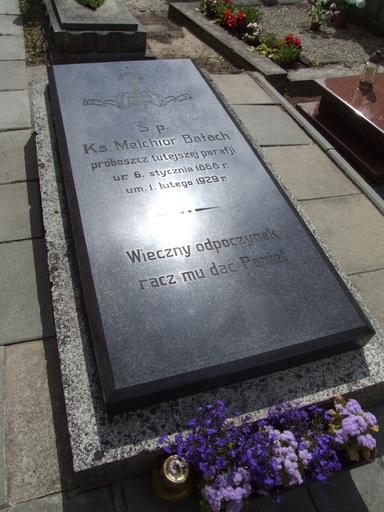 Ś. P.
Ks Melchior Bałach
proboszcz tutejszej parafji
ur. 6. stycznia 1868 r.
um. 1. lutego 1929 r.
Wieczny odpoczynek
racz mu dać Panie!